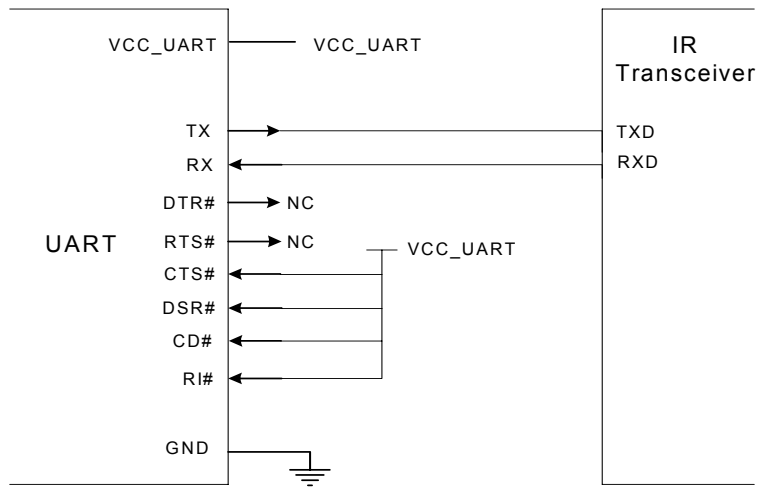 VCC_UART VCC_UART
IR
Transceiver
TX TXD
RX RXD
DTR# NC
UART
RTS# NC
VCC_UART
CTS#
DSR#
CD#
RI#
GND